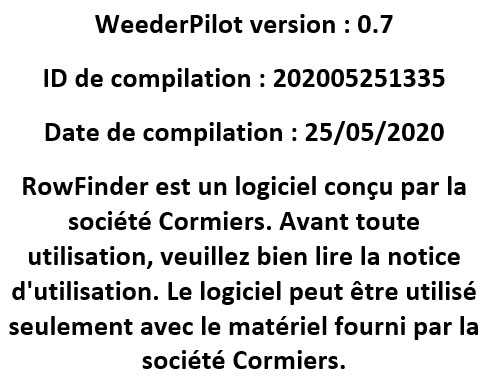 WeederPilot version : 0.7
ID de compilation : 202005251335
Date de compilation : 25/05/2020
RowFinder est un logiciel conçu par la
société Cormiers. Avant toute
utilisation, veuillez bien lire la notice
d'utilisation. Le logiciel peut être utilisé
seulement avec le matériel fourni par la
société Cormiers.